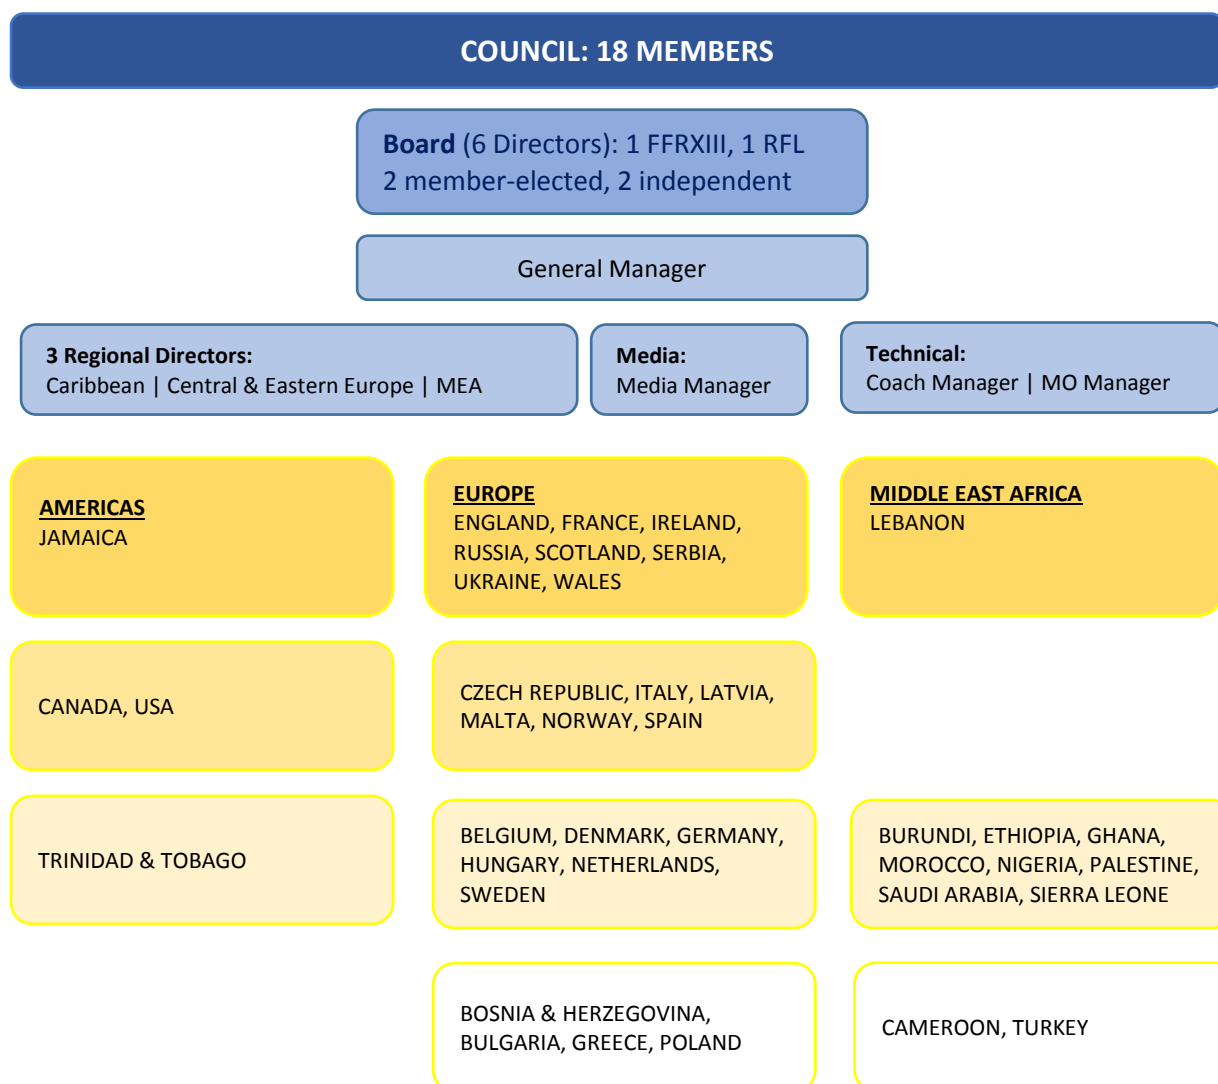 COUNCIL: 18 MEMBERS
Board (6 Directors): 1 FFRXIII, 1 RFL
2 member-elected, 2 independent
General Manager
3 Regional Directors:
Caribbean | Central & Eastern Europe | MEA
Media:
Media Manager
Technical:
Coach Manager | MO Manager
AMERICAS
JAMAICA
EUROPE
ENGLAND, FRANCE, IRELAND,
RUSSIA, SCOTLAND, SERBIA,
UKRAINE, WALES
MIDDLE EAST AFRICA
LEBANON
CANADA, USA
CZECH REPUBLIC, ITALY, LATVIA,
MALTA, NORWAY, SPAIN
TRINIDAD & TOBAGO
BELGIUM, DENMARK, GERMANY,
HUNGARY, NETHERLANDS,
SWEDEN
BURUNDI, ETHIOPIA, GHANA,
MOROCCO, NIGERIA, PALESTINE,
SAUDI ARABIA, SIERRA LEONE
BOSNIA & HERZEGOVINA,
BULGARIA, GREECE, POLAND
CAMEROON, TURKEY